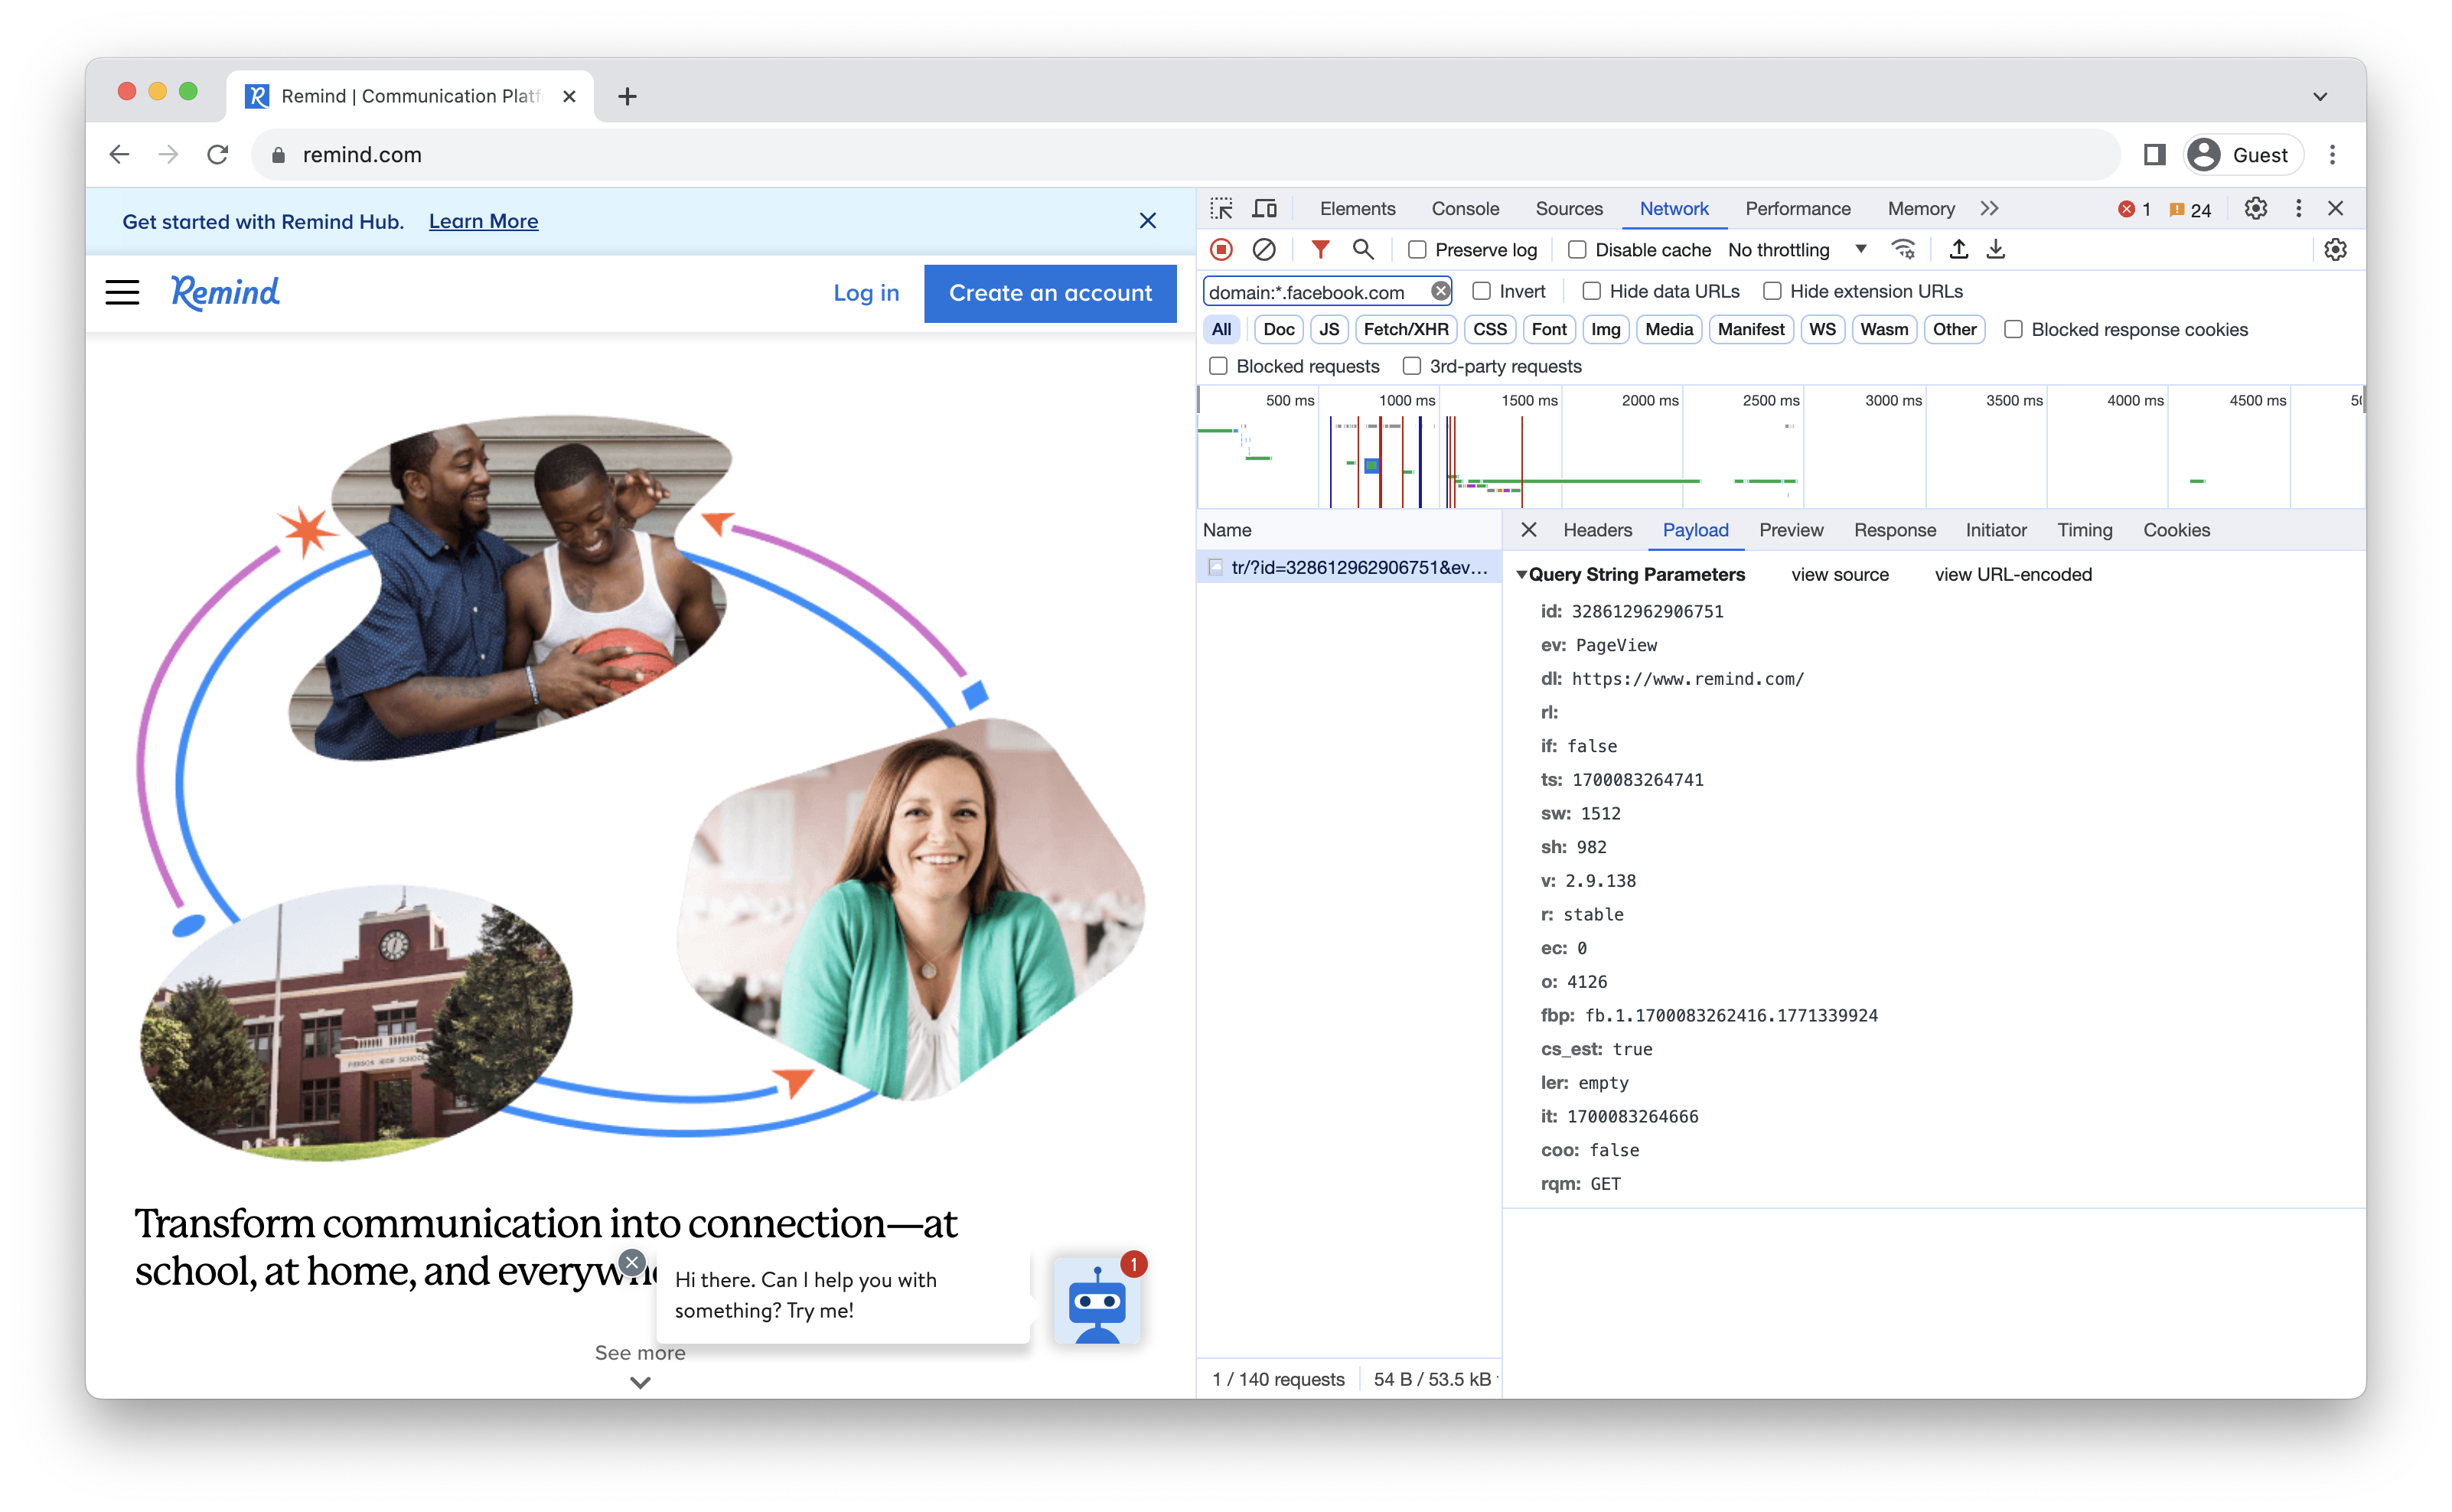 Remind | Communication Platf
remind.com
Guest
Get started with Remind Hub. Learn More
Remind
Log in
Create an account
Transform communication into connection—at
school, at home, and everywh
Hi there. Can I help you with
something? Try me!
1
See more
Elements Console Sources Network Performance Memory
1 24
Preserve log Disable cache No throttling
domain:*.facebook.com Invert Hide data URLs Hide extension URLs
All Doc JS Fetch/XHR CSS Font Img Media Manifest WS Wasm Other Blocked response cookies
Blocked requests 3rd-party requests
500 ms 1000 ms 1500 ms 2000 ms 2500 ms 3000 ms 3500 ms 4000 ms 4500 ms
Name
tr/?id=328612962906751&ev…
Headers Payload Preview Response Initiator Timing Cookies
Query String Parameters view source view URL-encoded
id: 328612962906751
ev: PageView
dl: https://www.remind.com/
rl:
if: false
ts: 1700083264741
sw: 1512
sh: 982
v: 2.9.138
r: stable
ec: 0
o: 4126
fbp: fb.1.1700083262416.1771339924
cs_est: true
ler: empty
it: 1700083264666
coo: false
rqm: GET
1 / 140 requests 54 B / 53.5 kB